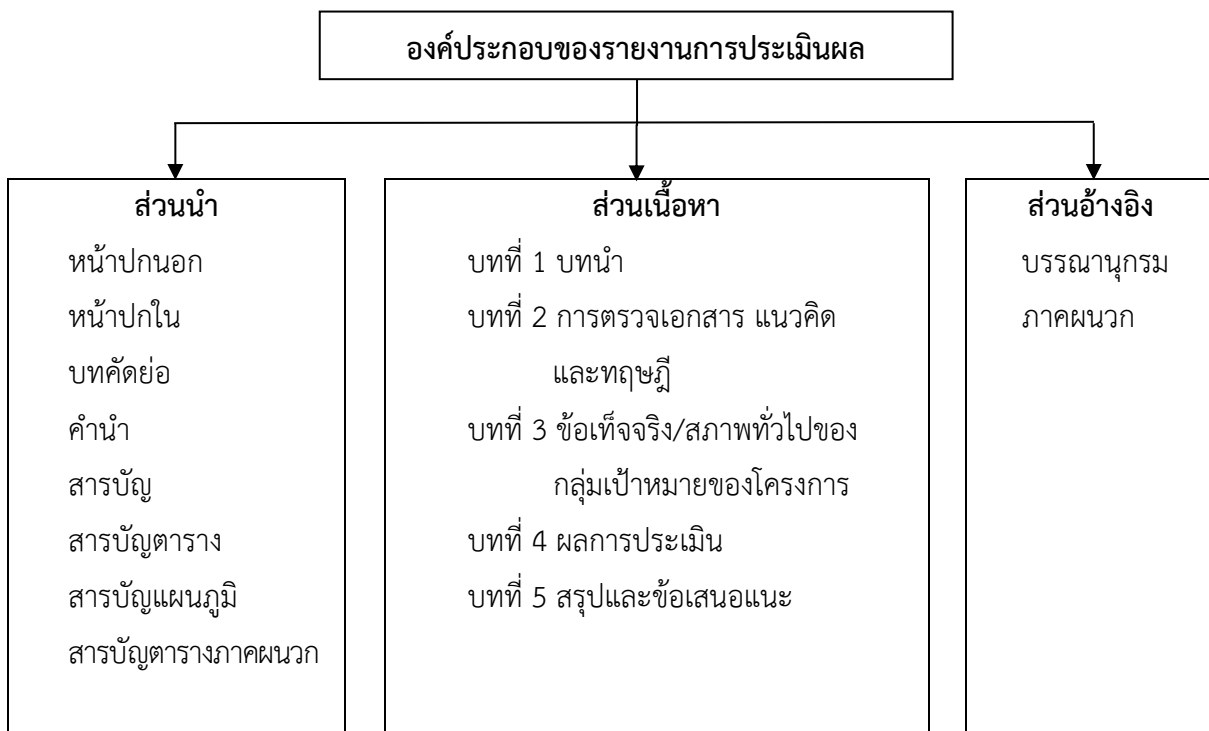 องค์ประกอบของรายงานการประเมินผล
ส่วนนำ
หน้าปกนอก
หน้าปกใน
บทคัดย่อ
คำนำ
สารบัญ
สารบัญตาราง
สารบัญแผนภูมิ
สารบัญตารางภาคผนวก
ส่วนเนื้อหา
บทที่ 1 บทนำ
บทที่ 2 การตรวจเอกสาร แนวคิด
และทฤษฎี
บทที่ 3 ข้อเท็จจริง/สภาพทั่วไปของ
กลุ่มเป้าหมายของโครงการ
บทที่ 4 ผลการประเมิน
บทที่ 5 สรุปและข้อเสนอแนะ
ส่วนอ้างอิง
บรรณานุกรม
ภาคผนวก